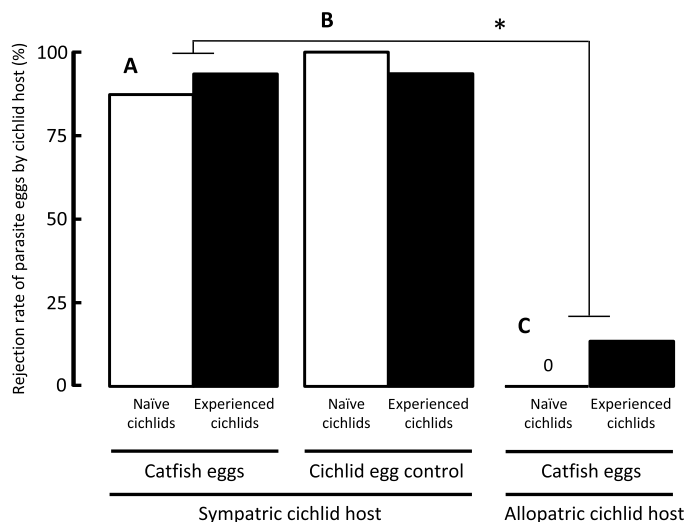 Rejection rate of parasite eggs by cichlid host (%)
100
75
50
25
0
A
B
*
C
0
Naïve cichlids
Experienced cichlids
Naïve cichlids
Experienced cichlids
Naïve cichlids
Experienced cichlids
Catfish eggs
Cichlid egg control
Catfish eggs
Sympatric cichlid host
Allopatric cichlid host